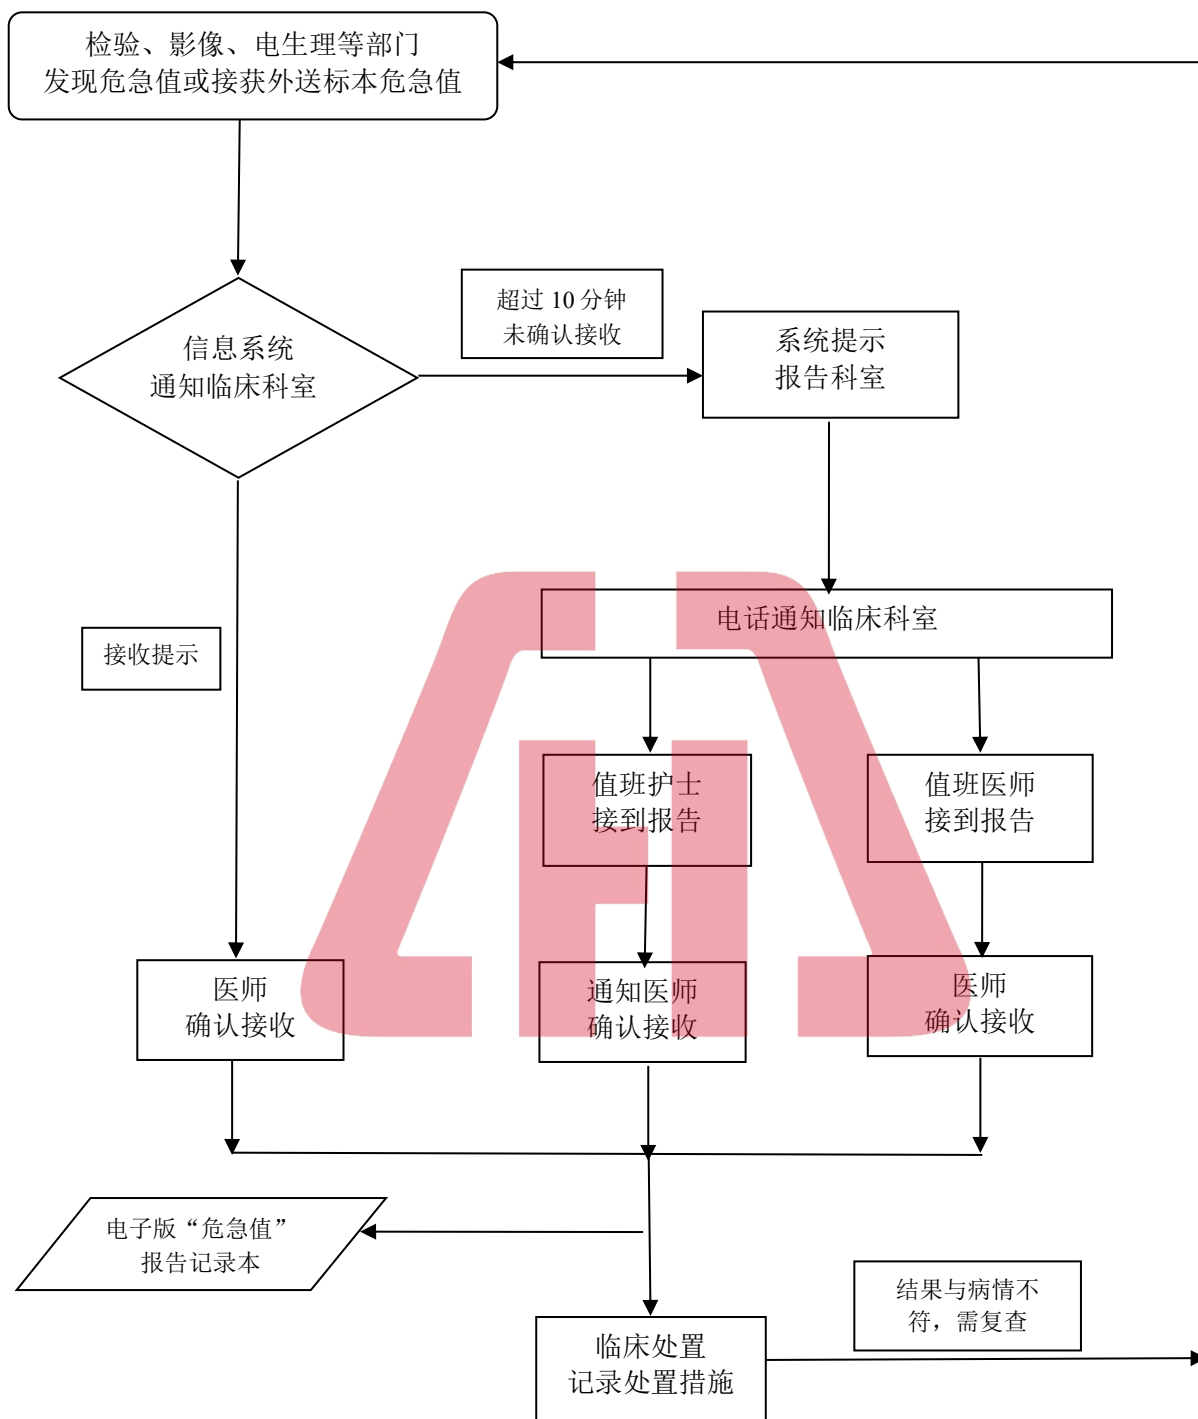 检验、影像、电生理等部门
发现危急值或接获外送标本危急值
信息系统
通知临床科室
超过 10 分钟
未确认接收
系统提示
报告科室
电话通知临床科室
接收提示
值班护士
接到报告
值班医师
接到报告
医师
确认接收
通知医师
确认接收
医师
确认接收
电子版“危急值”
报告记录本
结果与病情不
符，需复查
临床处置
记录处置措施